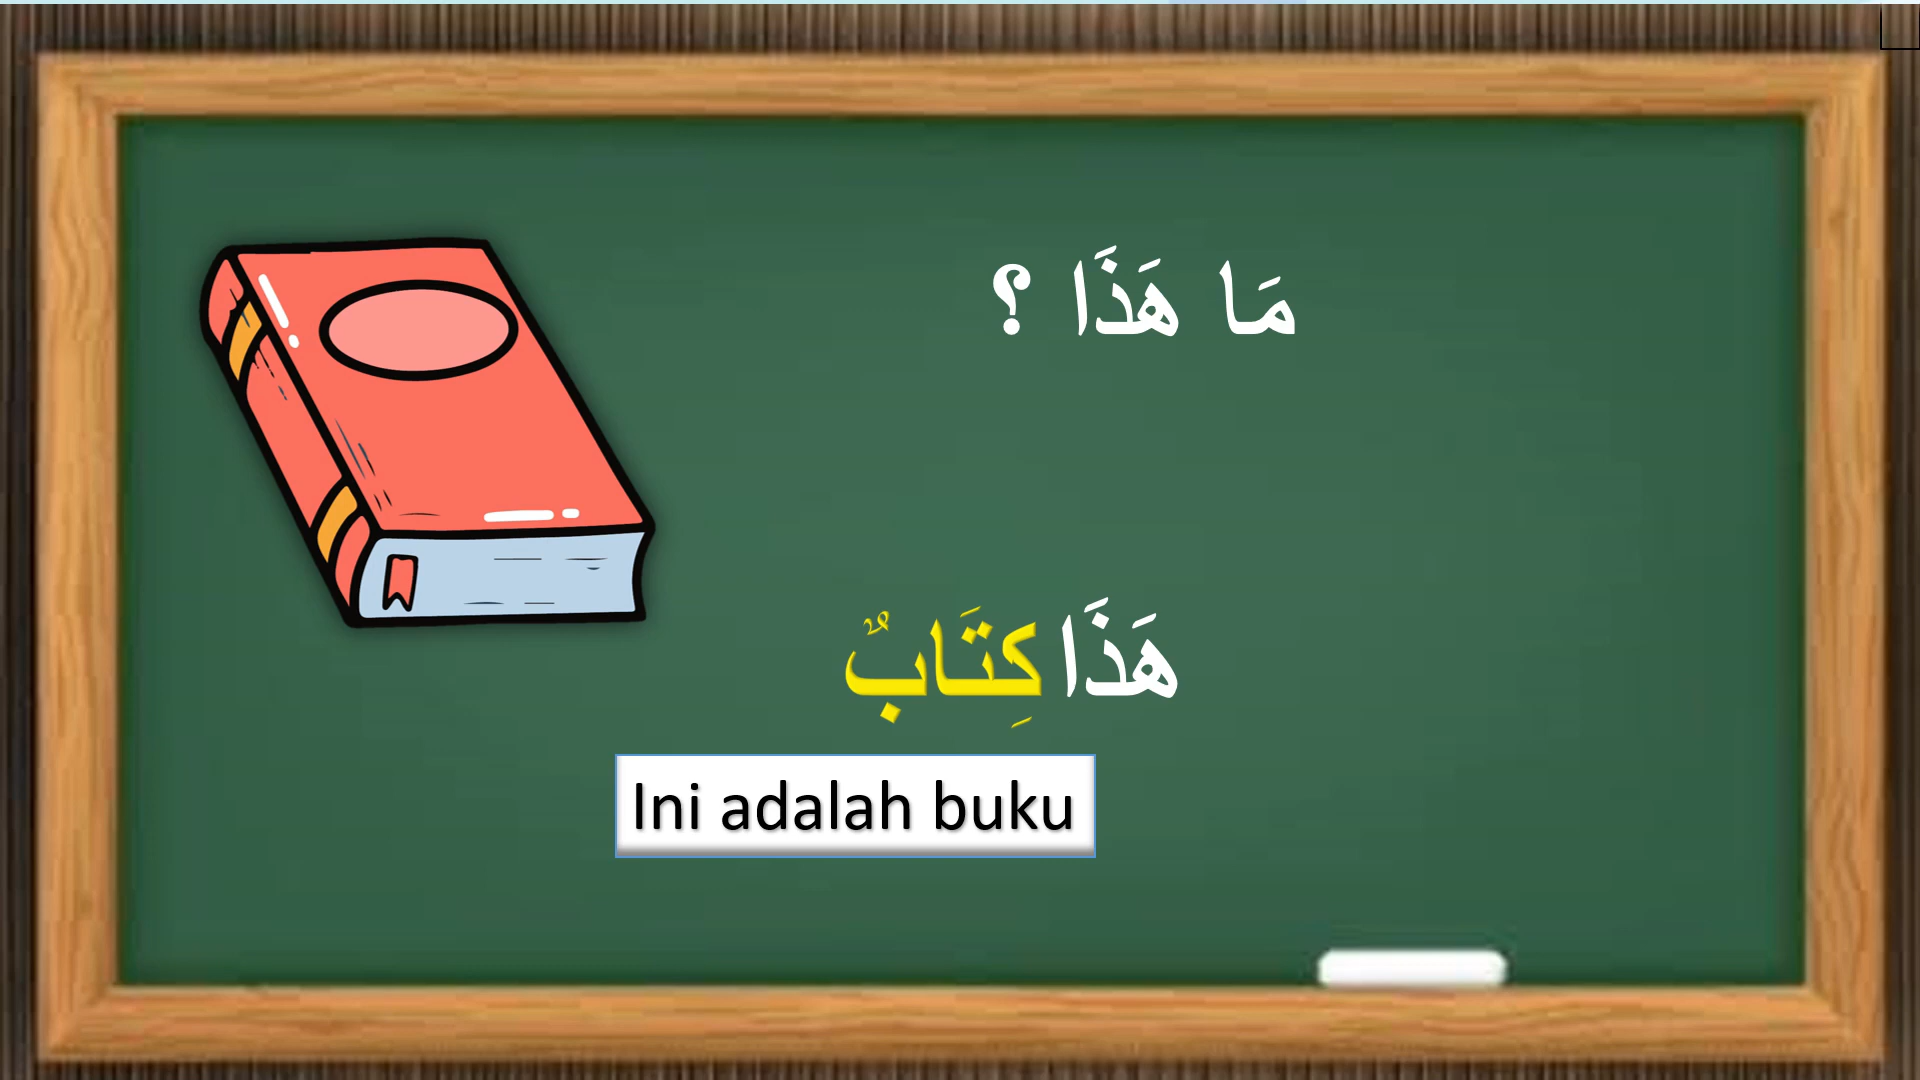 مَا هَذَا ؟
هَذَا كِتَابٌ
Ini adalah buku